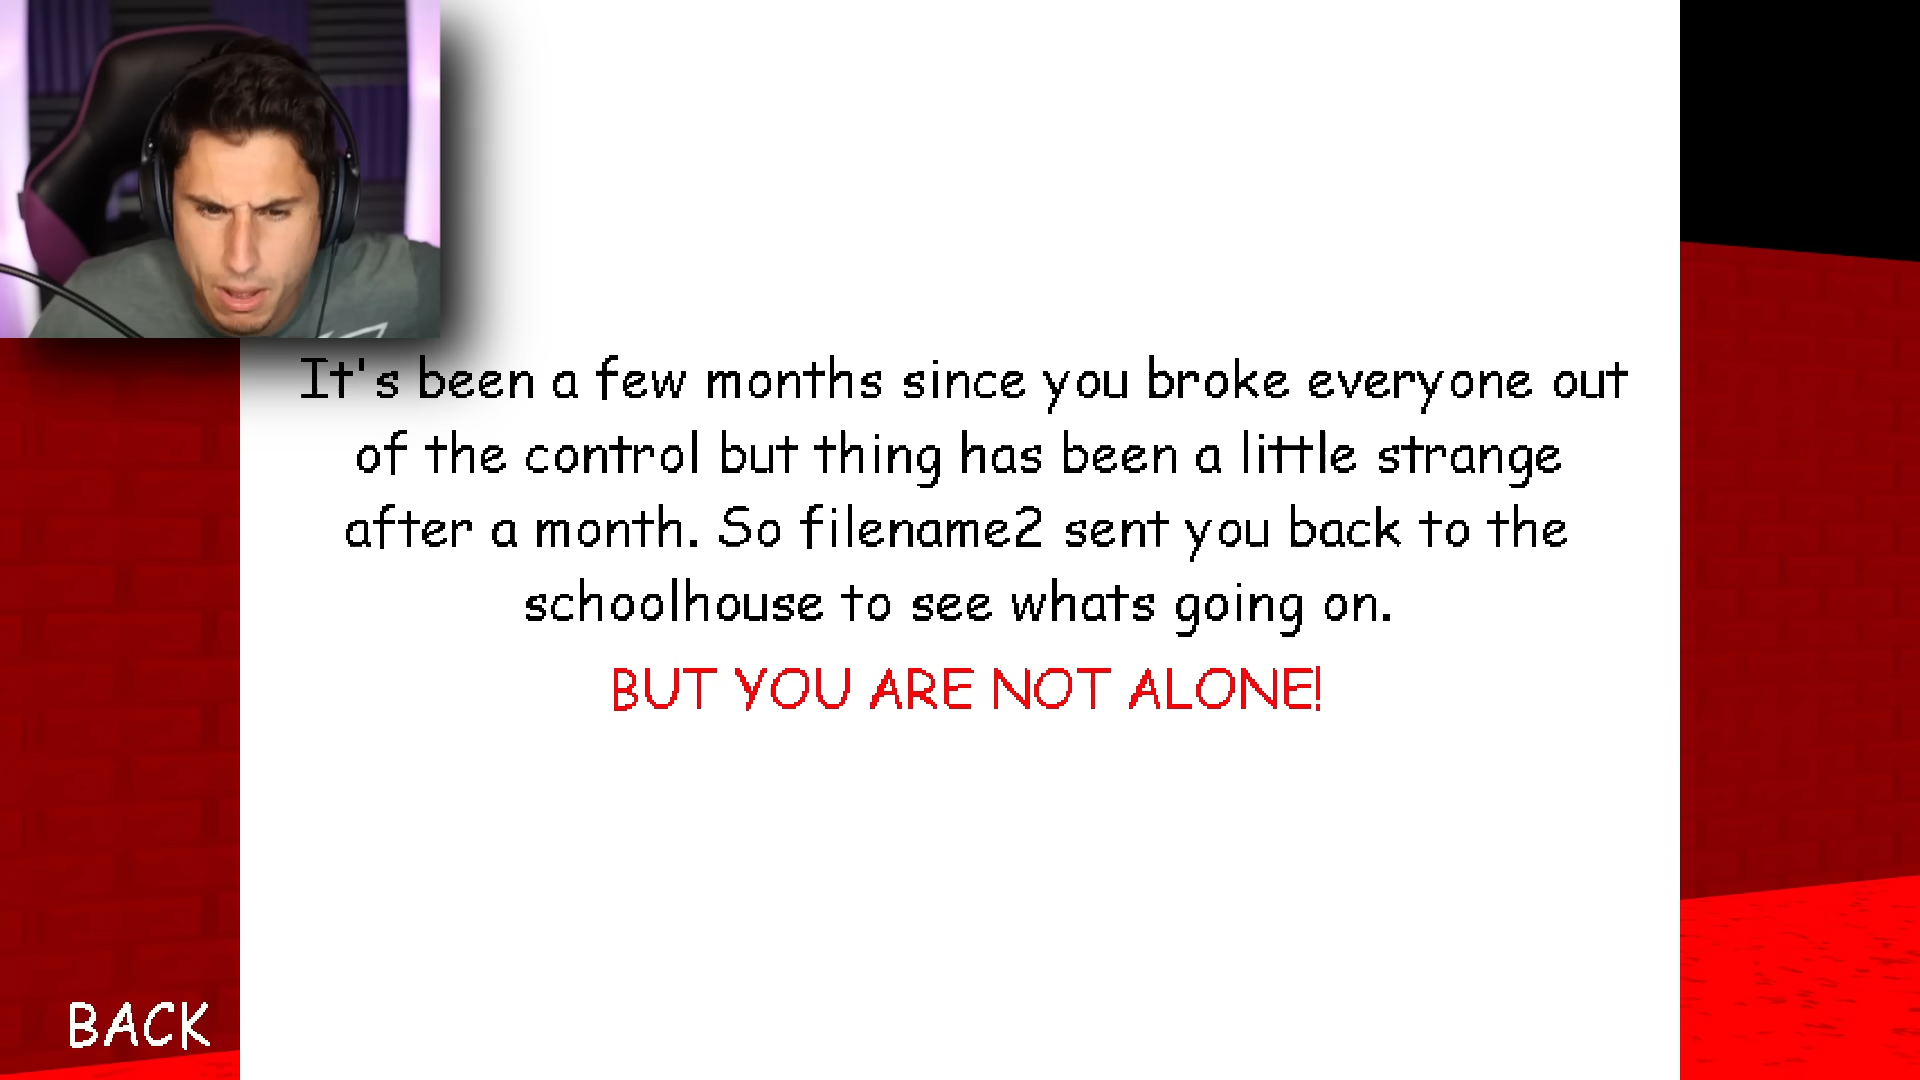 It's been a few months since you broke everyone out
of the control but thing has been a little strange
after a month. So filename2 sent you back to the
schoolhouse to see whats going on.
BUT YOU ARE NOT ALONE!
BACK